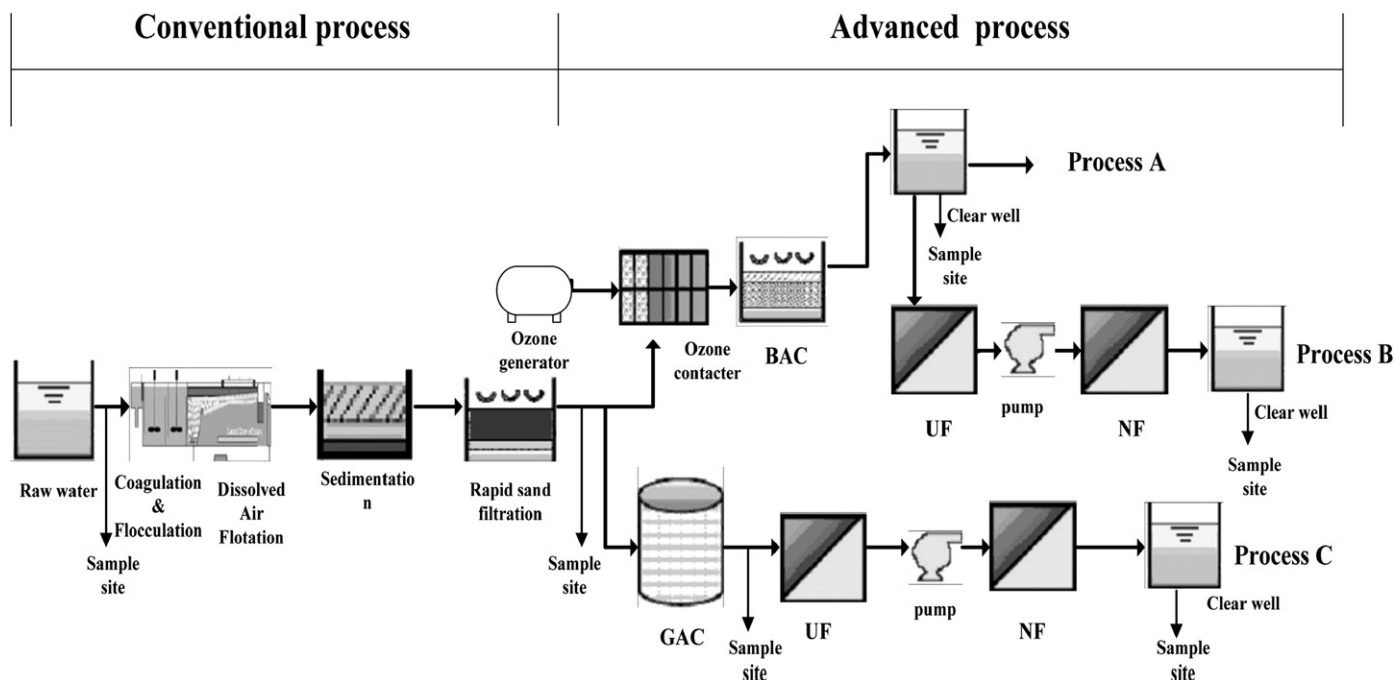 Conventional process
Advanced process
Process A
Clear well
Sample
site
Ozone
generator
Ozone
contacter
BAC
UF
pump
NF
Process B
Clear well
Sample
site
Raw water
Coagulation
&
Flocculation
Dissolved
Air
Flotation
Sedimentatio
n
Rapid sand
filtration
Sample
site
Sample
site
GAC
Sample
site
UF
pump
NF
Process C
Clear well
Sample
site